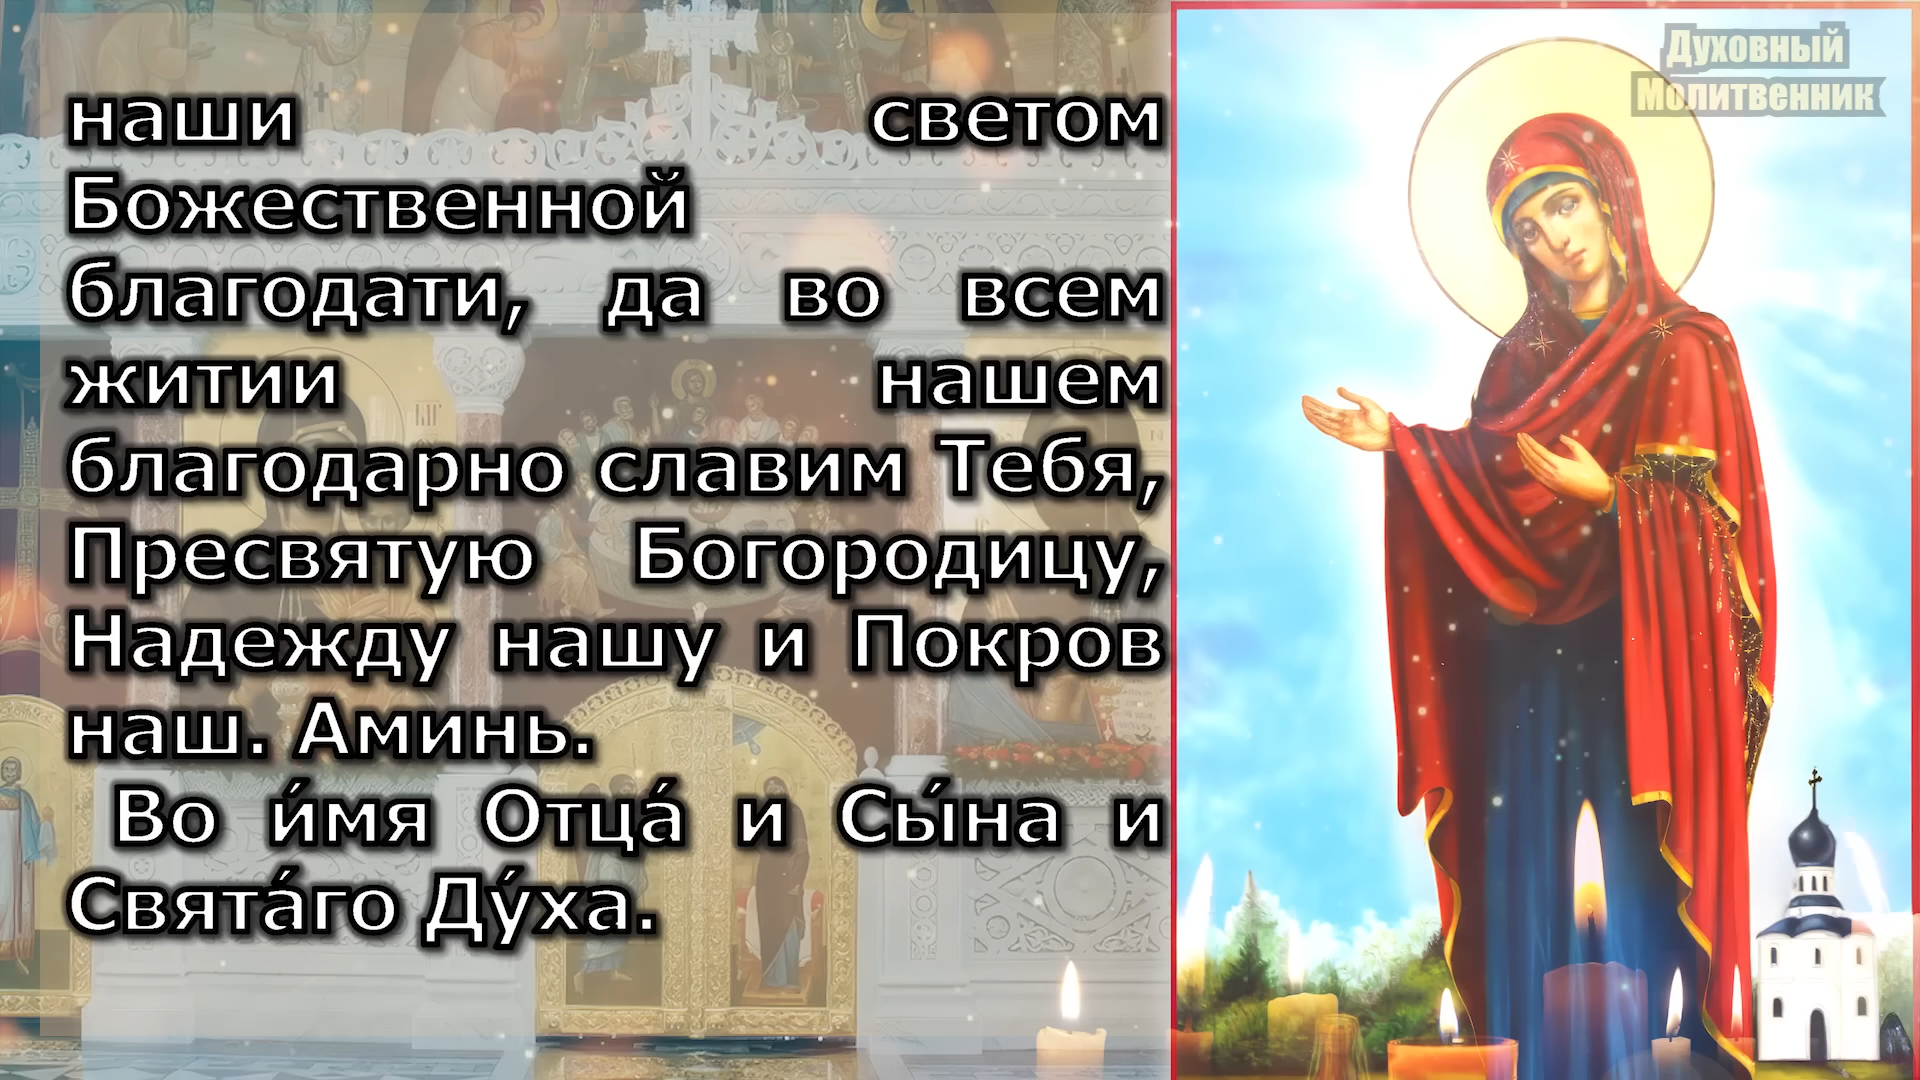 наши светом
Божественной
благодати, да во всем
житии нашем
благодарно славим Тебя,
Пресвятую Богородицу,
Надежду нашу и Покров
наш. Аминь.
Во и́мя Отца́ и Сы́на и
Свята́го Ду́ха.
Духовный
Молитвенник